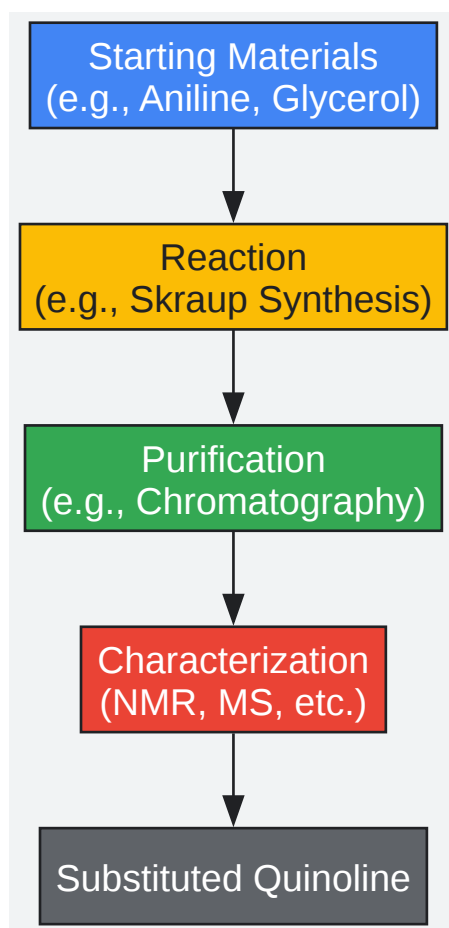 Starting Materials
(e.g., Aniline, Glycerol)
Reaction
(e.g., Skraup Synthesis)
Purification
(e.g., Chromatography)
Characterization
(NMR, MS, etc.)
Substituted Quinoline